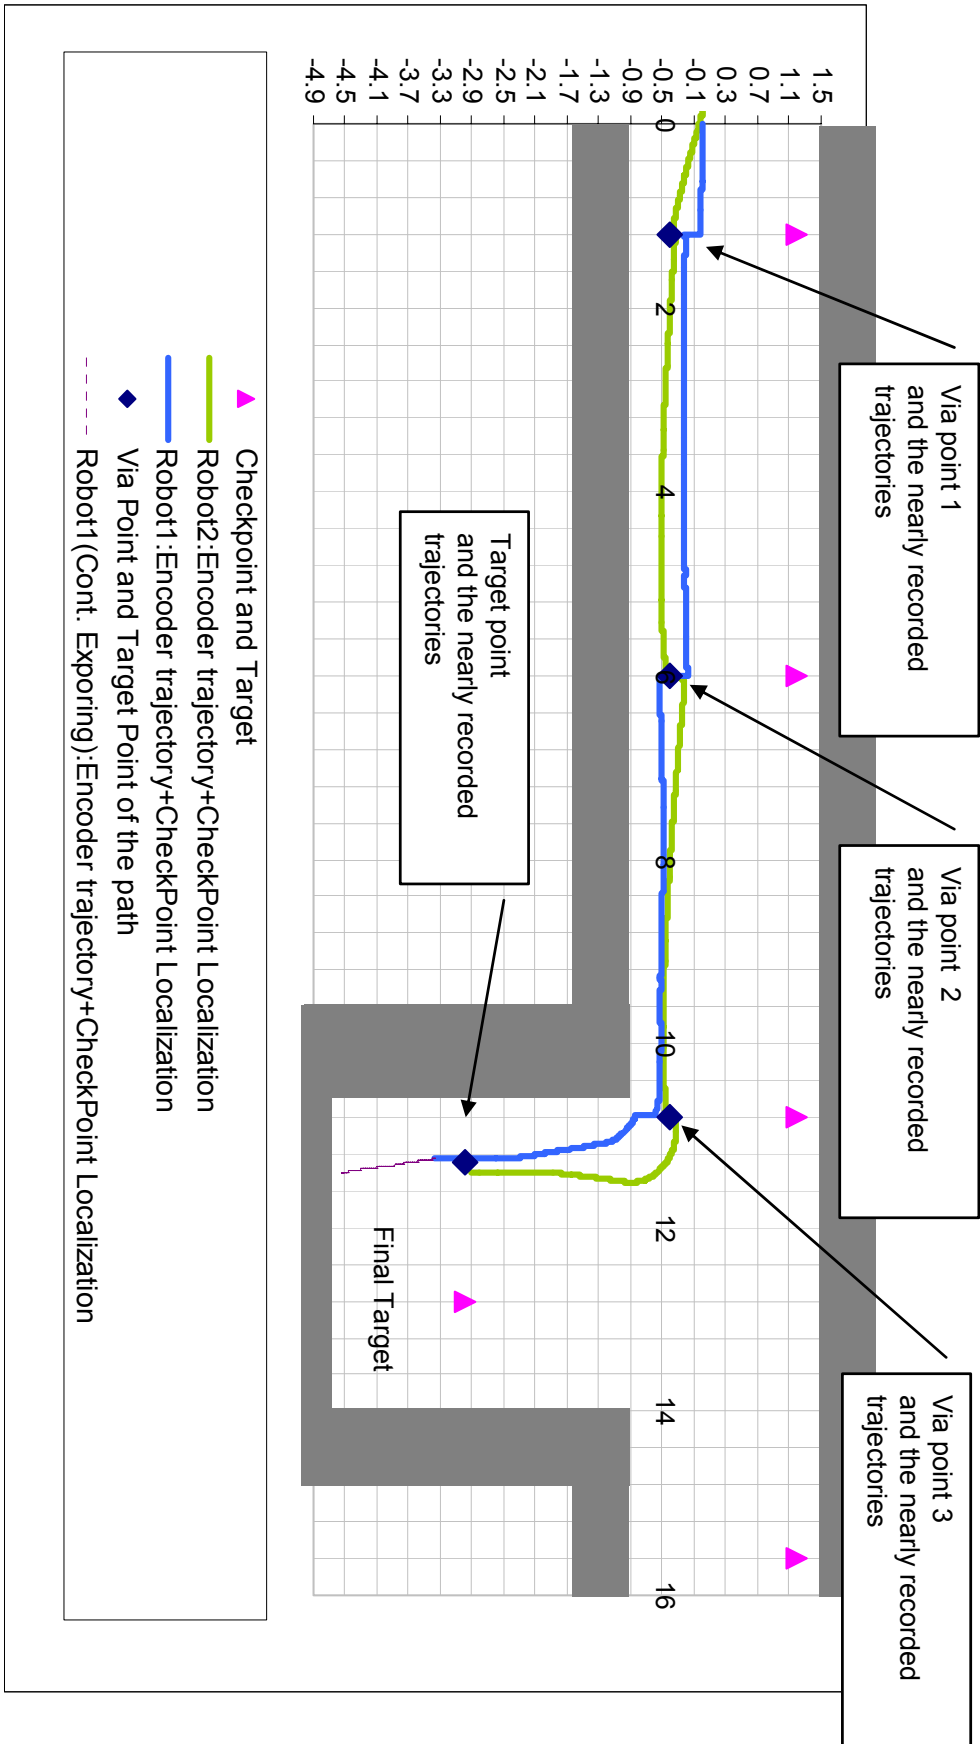 1.5
1.1
0.7
0.3
-0.1
-0.5
-0.9
-1.3
-1.7
-2.1
-2.5
-2.9
-3.3
-3.7
-4.1
-4.5
-4.9
0
2
4
6
8
10
12
14
16
Via point 1
and the nearly recorded
trajectories
Via point 2
and the nearly recorded
trajectories
Via point 3
and the nearly recorded
trajectories
Target point
and the nearly recorded
trajectories
Final Target
Checkpoint and Target
Robot2:Encoder trajectory+CheckPoint Localization
Robot1:Encoder trajectory+CheckPoint Localization
Via Point and Target Point of the path
Robot1(Cont. Exporing):Encoder trajectory+CheckPoint Localization